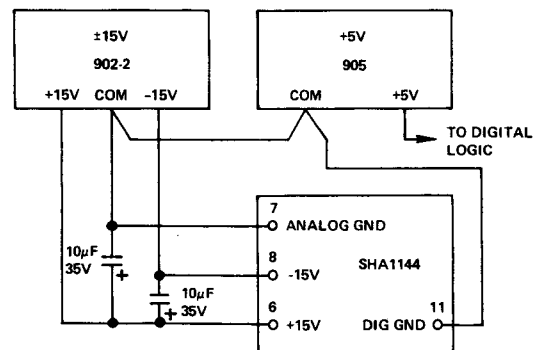 ±15V
902-2
+15V COM -15V
+5V
905
COM +5V
TO DIGITAL
LOGIC
7
ANALOG GND
10μF
35V
+
8
-15V
SHA1144
10μF
35V
+
6
+15V
11
DIG GND